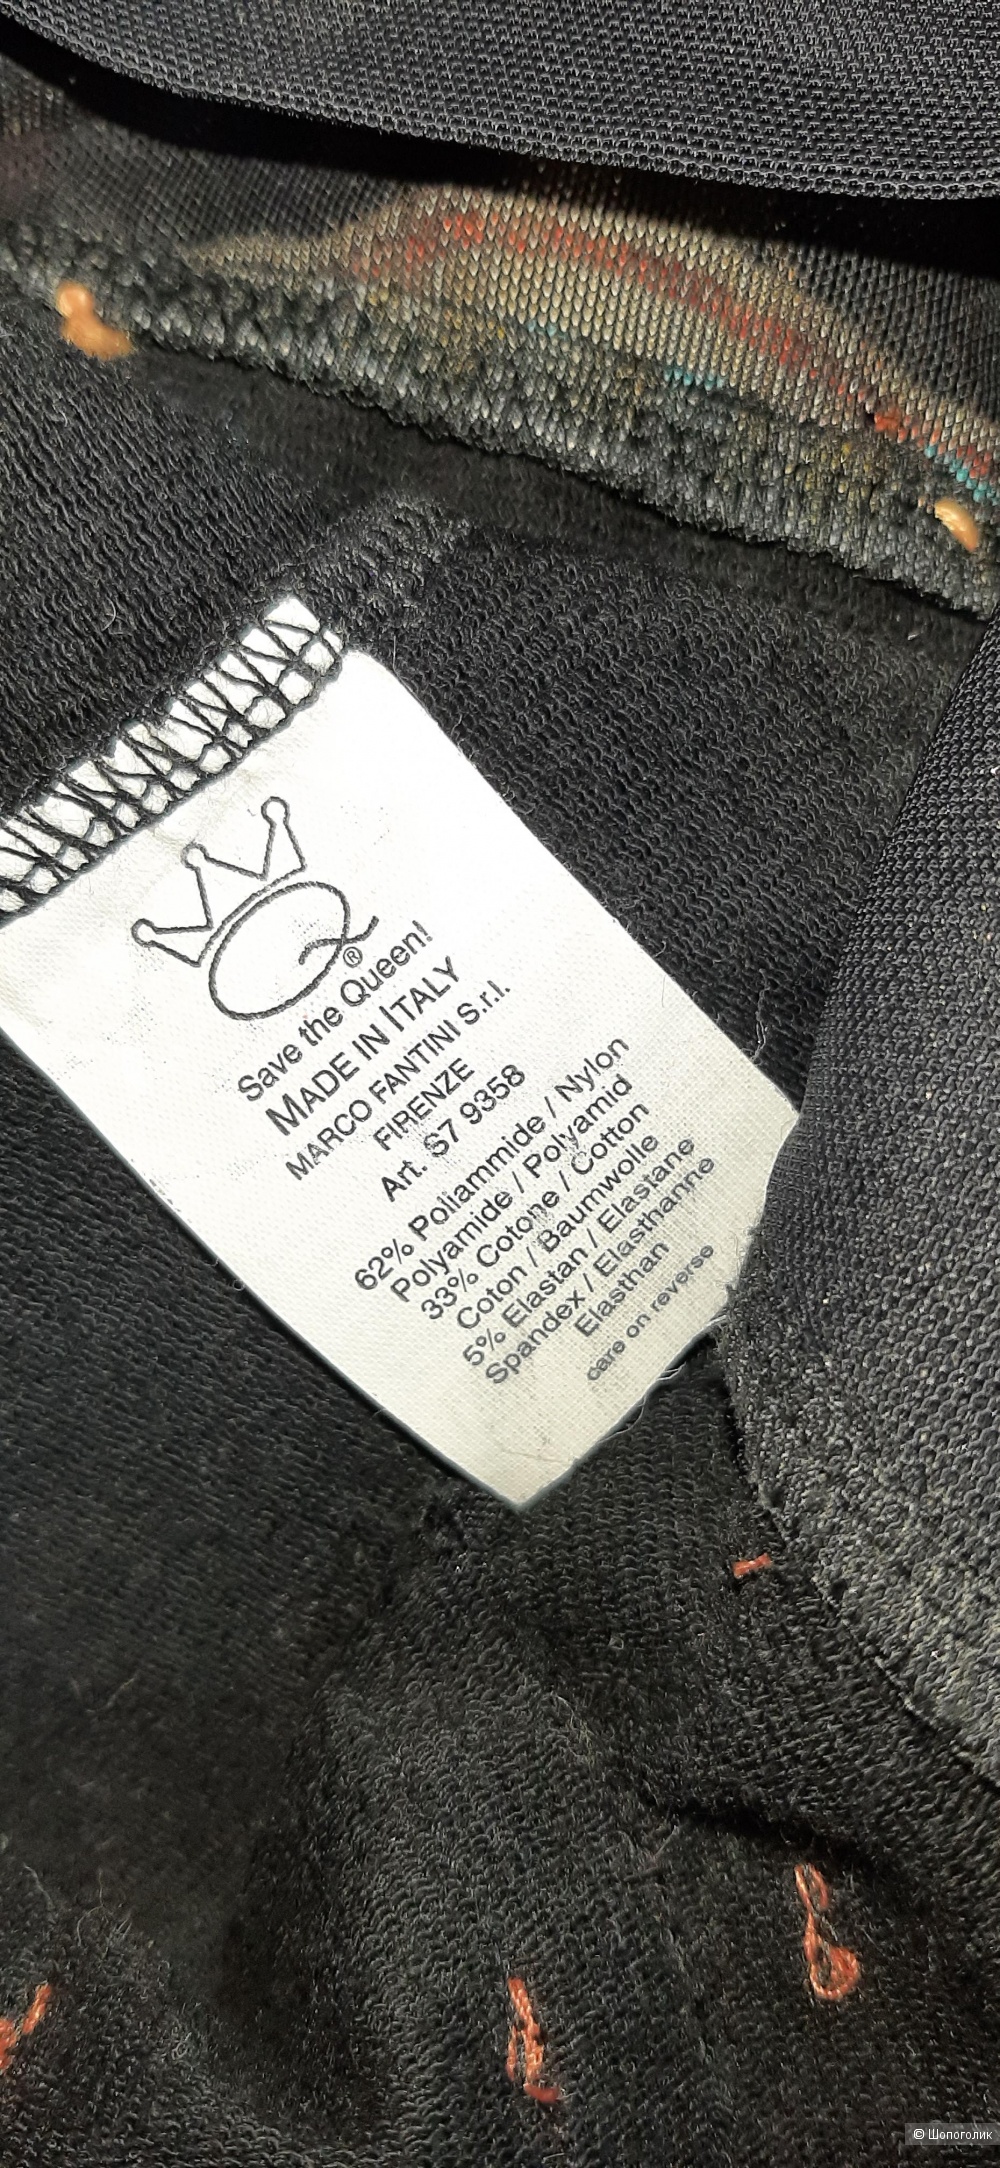 Q®
Save the Queen!
MADE IN ITALY
MARCO FANTINI S.r.l.
FIRENZE
Art. S7 9358
62% Poliammide / Nylon
Polyamide / Polyamid
33% Cotone / Cotton
Coton / Baumwolle
5% Elastan / Elastane
Spandex / Elasthanne
Elasthan
care on reverse
© Шопоголик